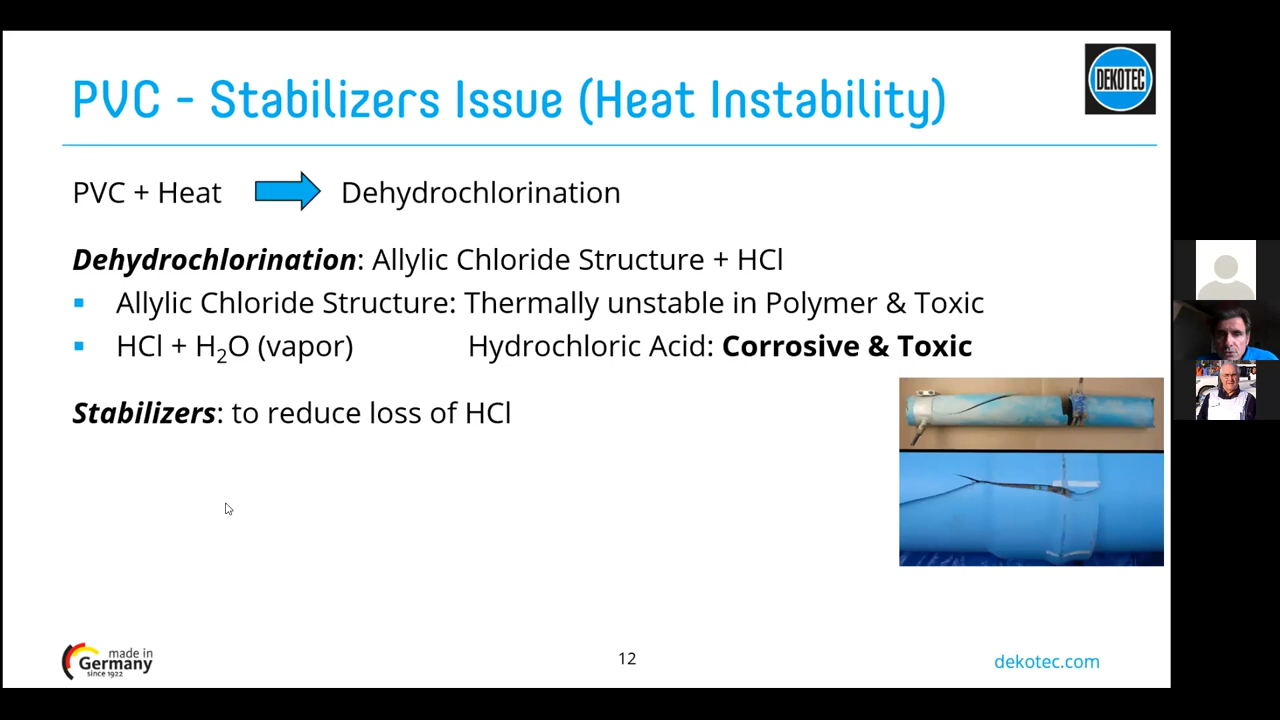 PVC - Stabilizers Issue (Heat Instability)
DEKOTEC
PVC + Heat Dehydrochlorination
Dehydrochlorination: Allylic Chloride Structure + HCl
▪ Allylic Chloride Structure: Thermally unstable in Polymer & Toxic
▪ HCl + H₂O (vapor) Hydrochloric Acid: Corrosive & Toxic
Stabilizers: to reduce loss of HCl
made in
Germany
since 1922
12
dekotec.com